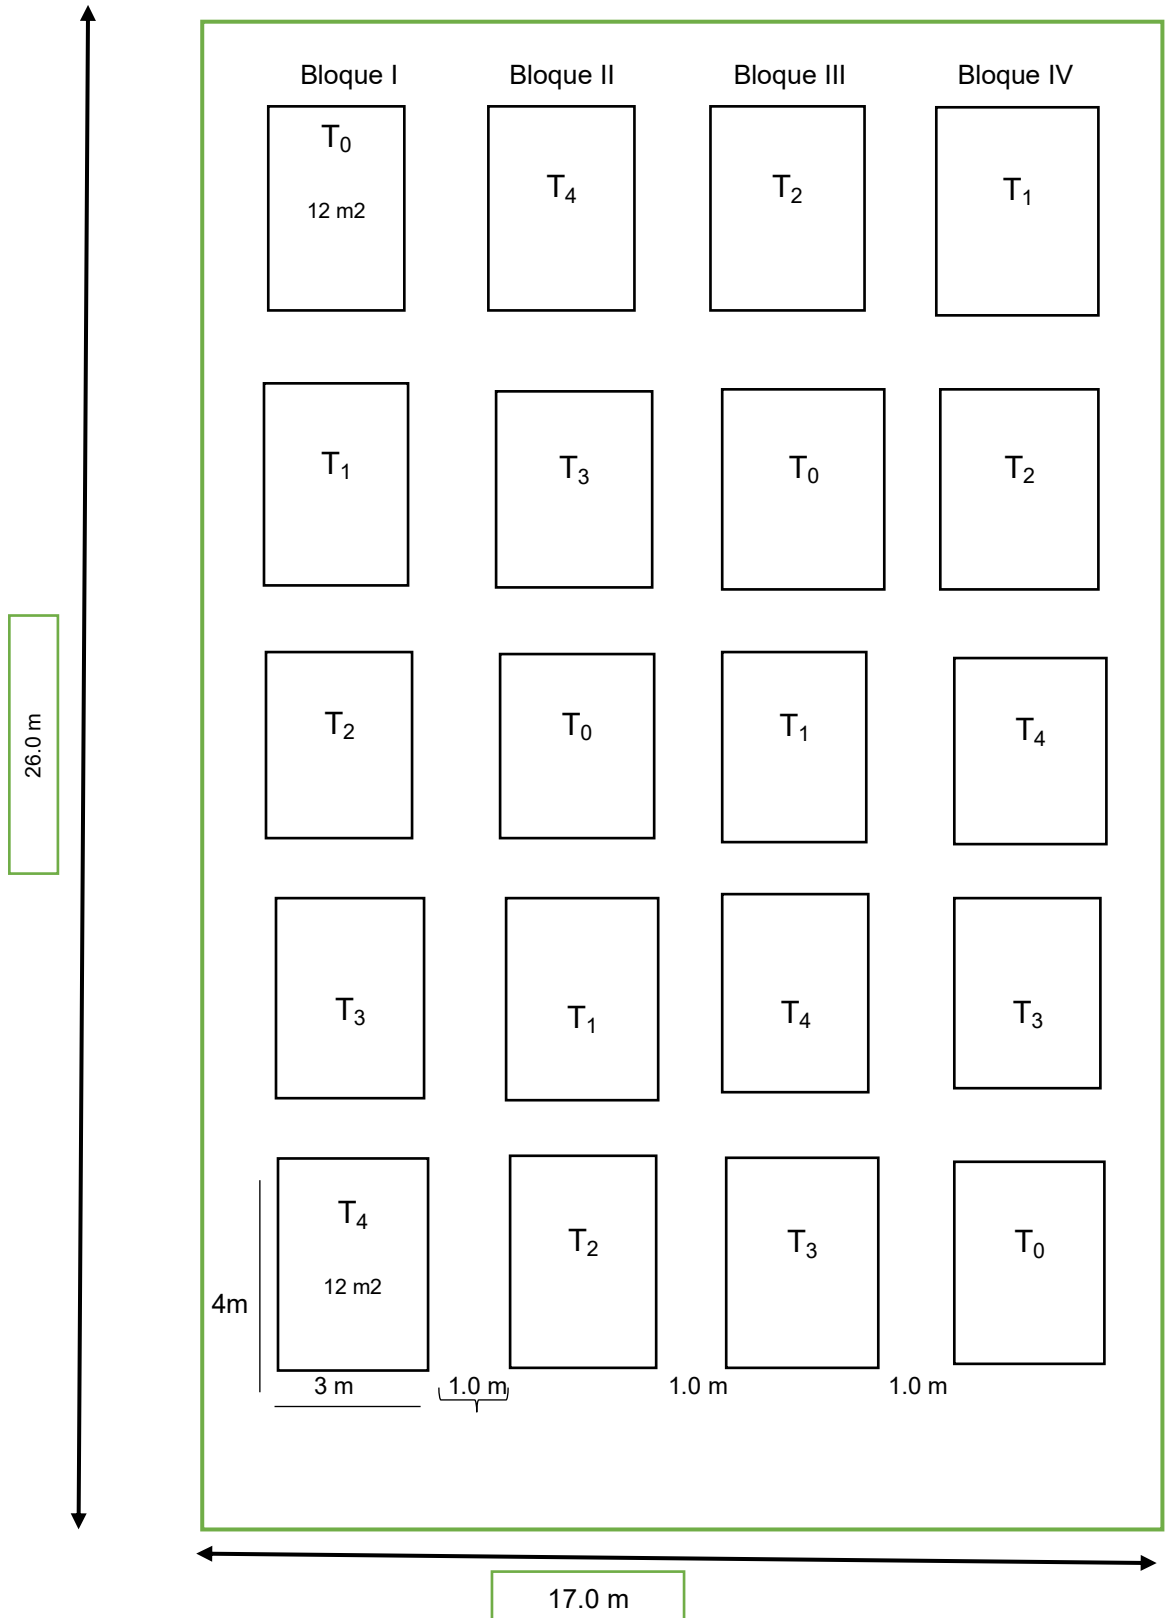 Bloque I Bloque II Bloque III Bloque IV
T0 T4 T2 T1
12 m2
T1 T3 T0 T2
T2 T0 T1 T4
26.0 m
T3 T1 T4 T3
T4 T2 T3 T0
12 m2
4m
3 m 1.0 m 1.0 m 1.0 m
17.0 m